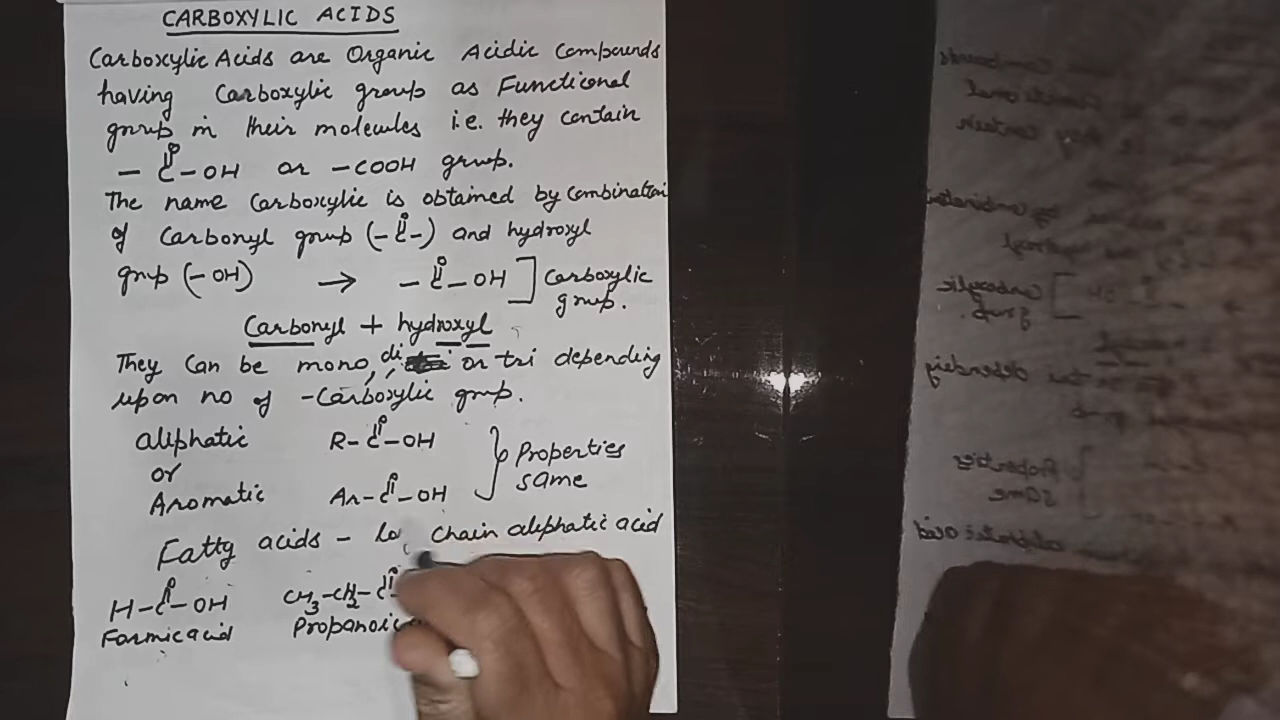 CARBOXYLIC ACIDS
Carboxylic Acids are Organic Acidic Compounds
having Carboxylic group as Functional
group in their molecules i.e. they contain
O
– C – OH or – COOH group.
The name Carboxylic is obtained by combination
of Carbonyl group (–C–) and hydroxyl
O
group (–OH) → – C – OH ] Carboxylic
O
group.
Carbonyl + hydroxyl
They can be mono, di, or tri depending
upon no of – Carboxylic group.
aliphatic R – C – OH
O
or } Properties same
Aromatic Ar – C – OH
Fatty acids – chain aliphatic acid
O
H – C – OH CH3 – CH2 – C
O
Formic acid